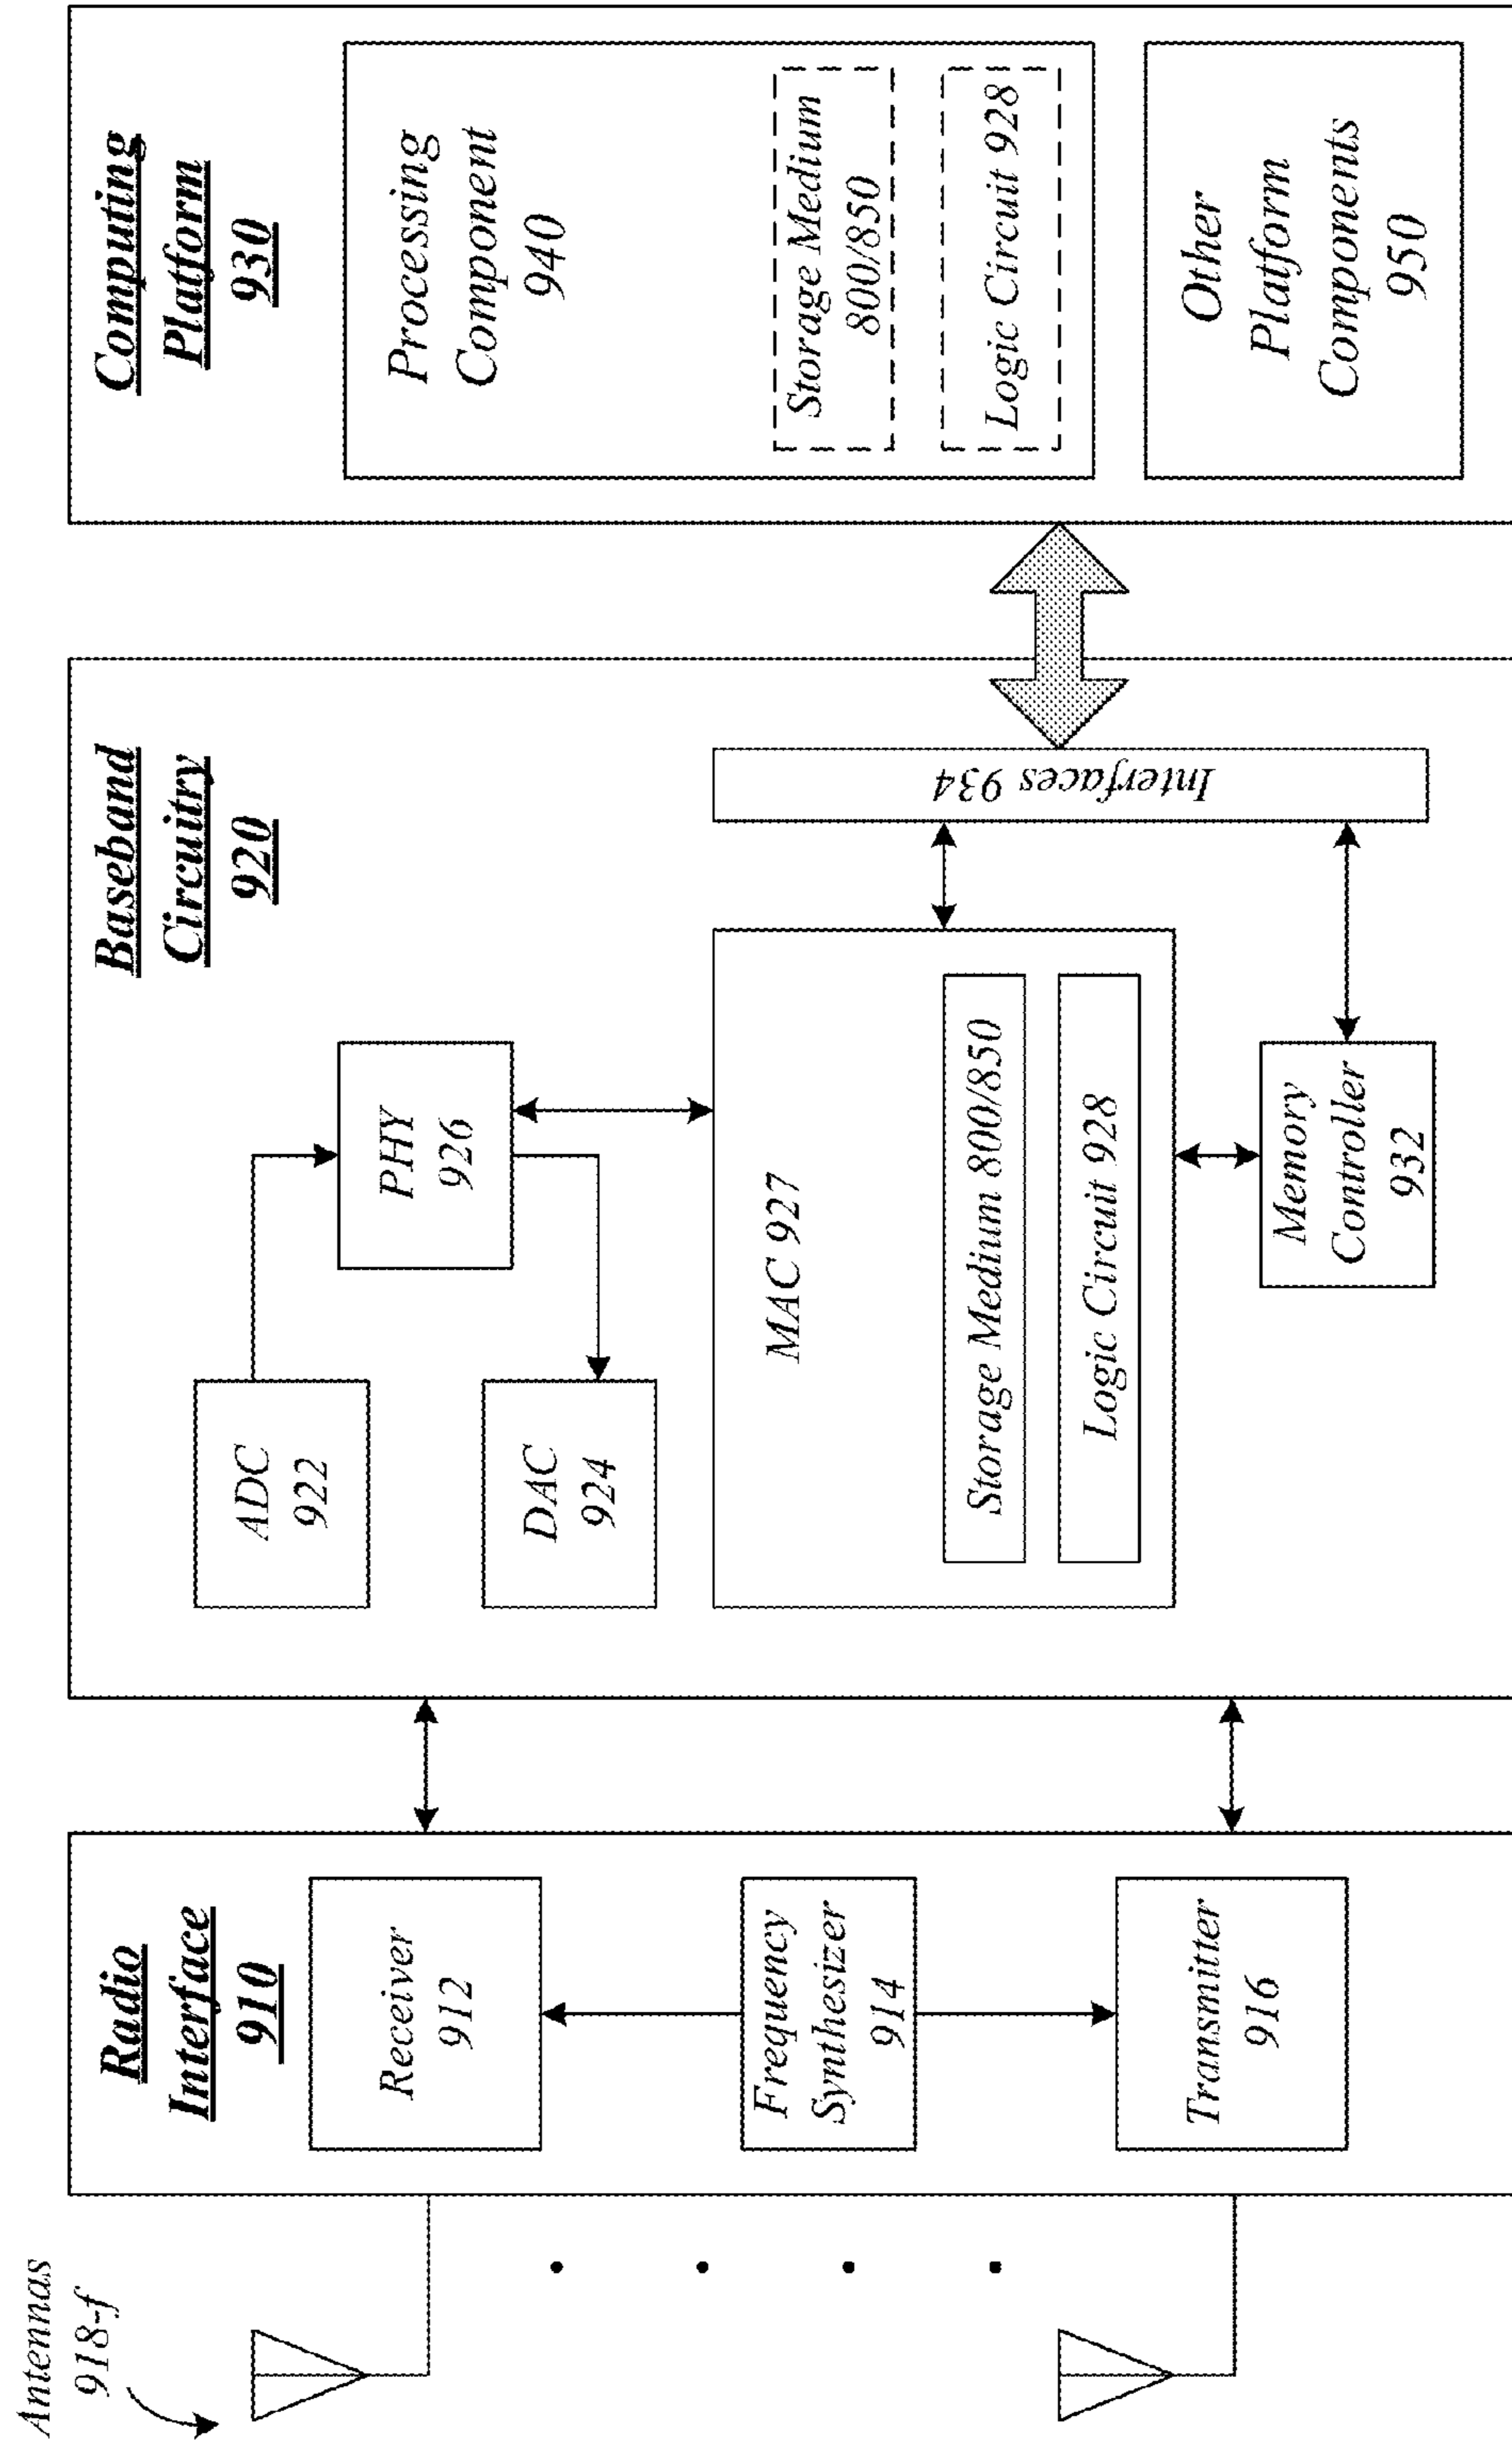 Antennas
918-f
Radio
Interface
910
Receiver
912
Frequency
Synthesizer
914
Transmitter
916
Baseband
Circuitry
920
ADC
922
DAC
924
PHY
926
MAC 927
Storage Medium 800/850
Logic Circuit 928
Memory
Controller
932
Interfaces 934
Computing
Platform
930
Processing
Component
940
Storage Medium
800/850
Logic Circuit 928
Other
Platform
Components
950